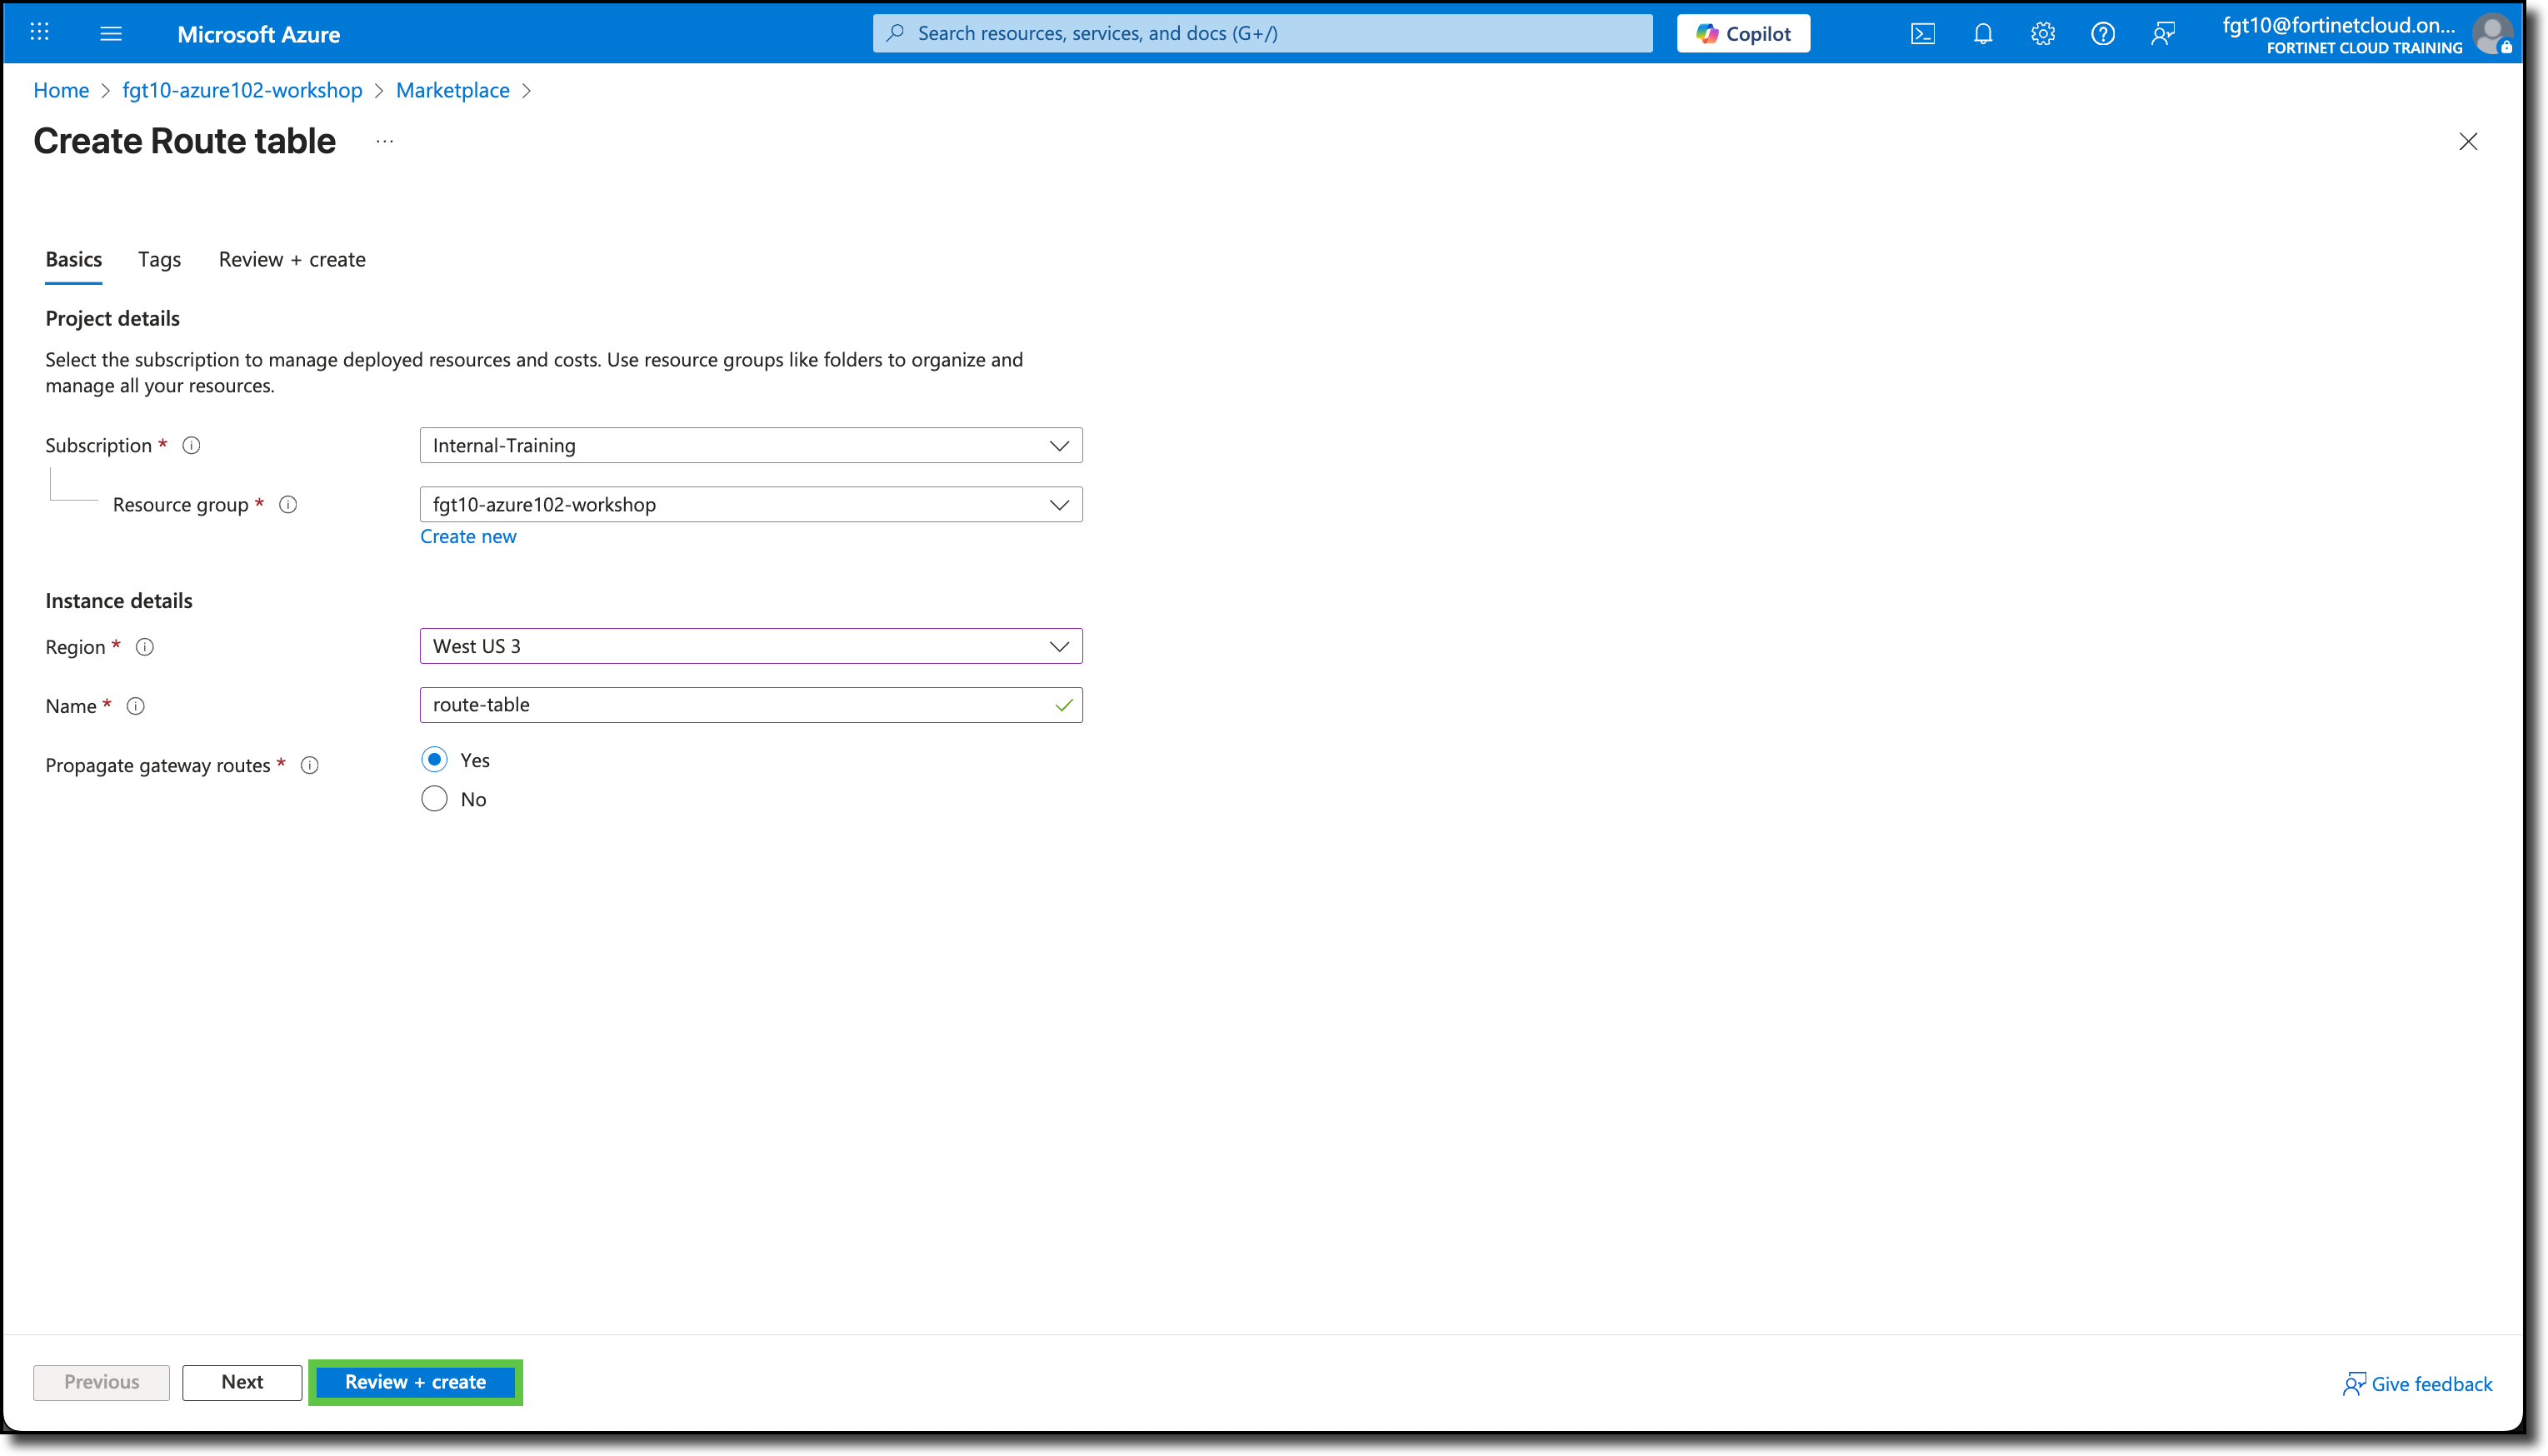 Microsoft Azure
Search resources, services, and docs (G+/)
Copilot
fgt10@fortinetcloud.on...
FORTINET CLOUD TRAINING
Home > fgt10-azure102-workshop > Marketplace >
Create Route table ...
Basics Tags Review + create
Project details
Select the subscription to manage deployed resources and costs. Use resource groups like folders to organize and
manage all your resources.
Subscription * Internal-Training
Resource group * fgt10-azure102-workshop
Create new
Instance details
Region * West US 3
Name * route-table
Propagate gateway routes * Yes
No
Previous Next Review + create Give feedback